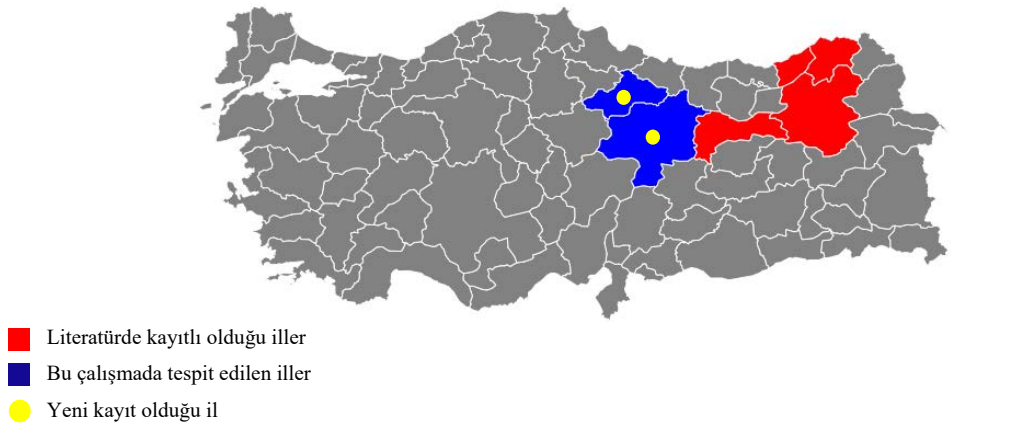 Literatürde kayıtlı olduğu iller
Bu çalışmada tespit edilen iller
Yeni kayıt olduğu il